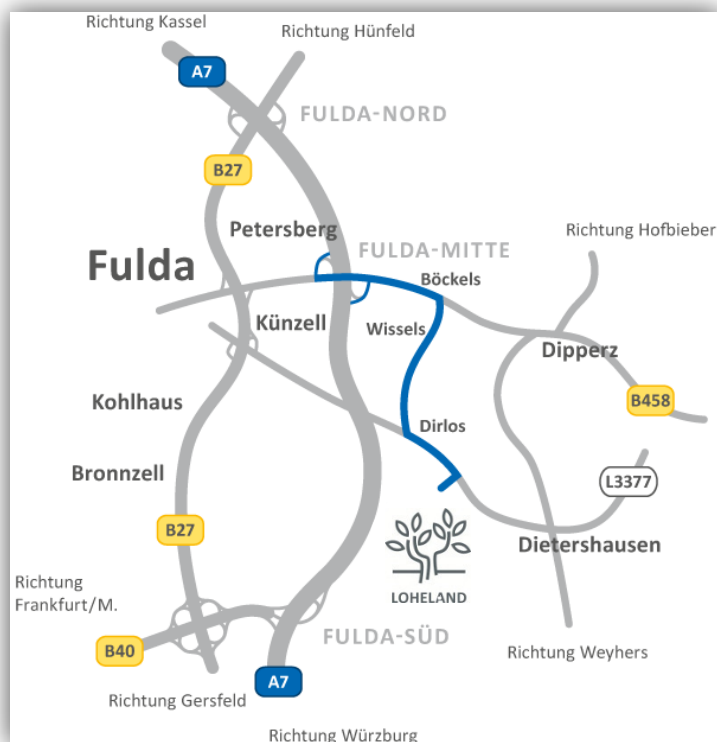 Richtung Kassel
Richtung Hünfeld
A7
FULDA-NORD
B27
Petersberg
Richtung Hofbieber
FULDA-MITTE
Fulda
Böckels
Künzell
Wissels
Dipperz
Kohlhaus
B458
Dirlos
Bronnzell
L3377
B27
Dietershausen
Richtung
Frankfurt/M.
LOHELAND
FULDA-SÜD
B40
Richtung Weyhers
A7
Richtung Gersfeld
Richtung Würzburg